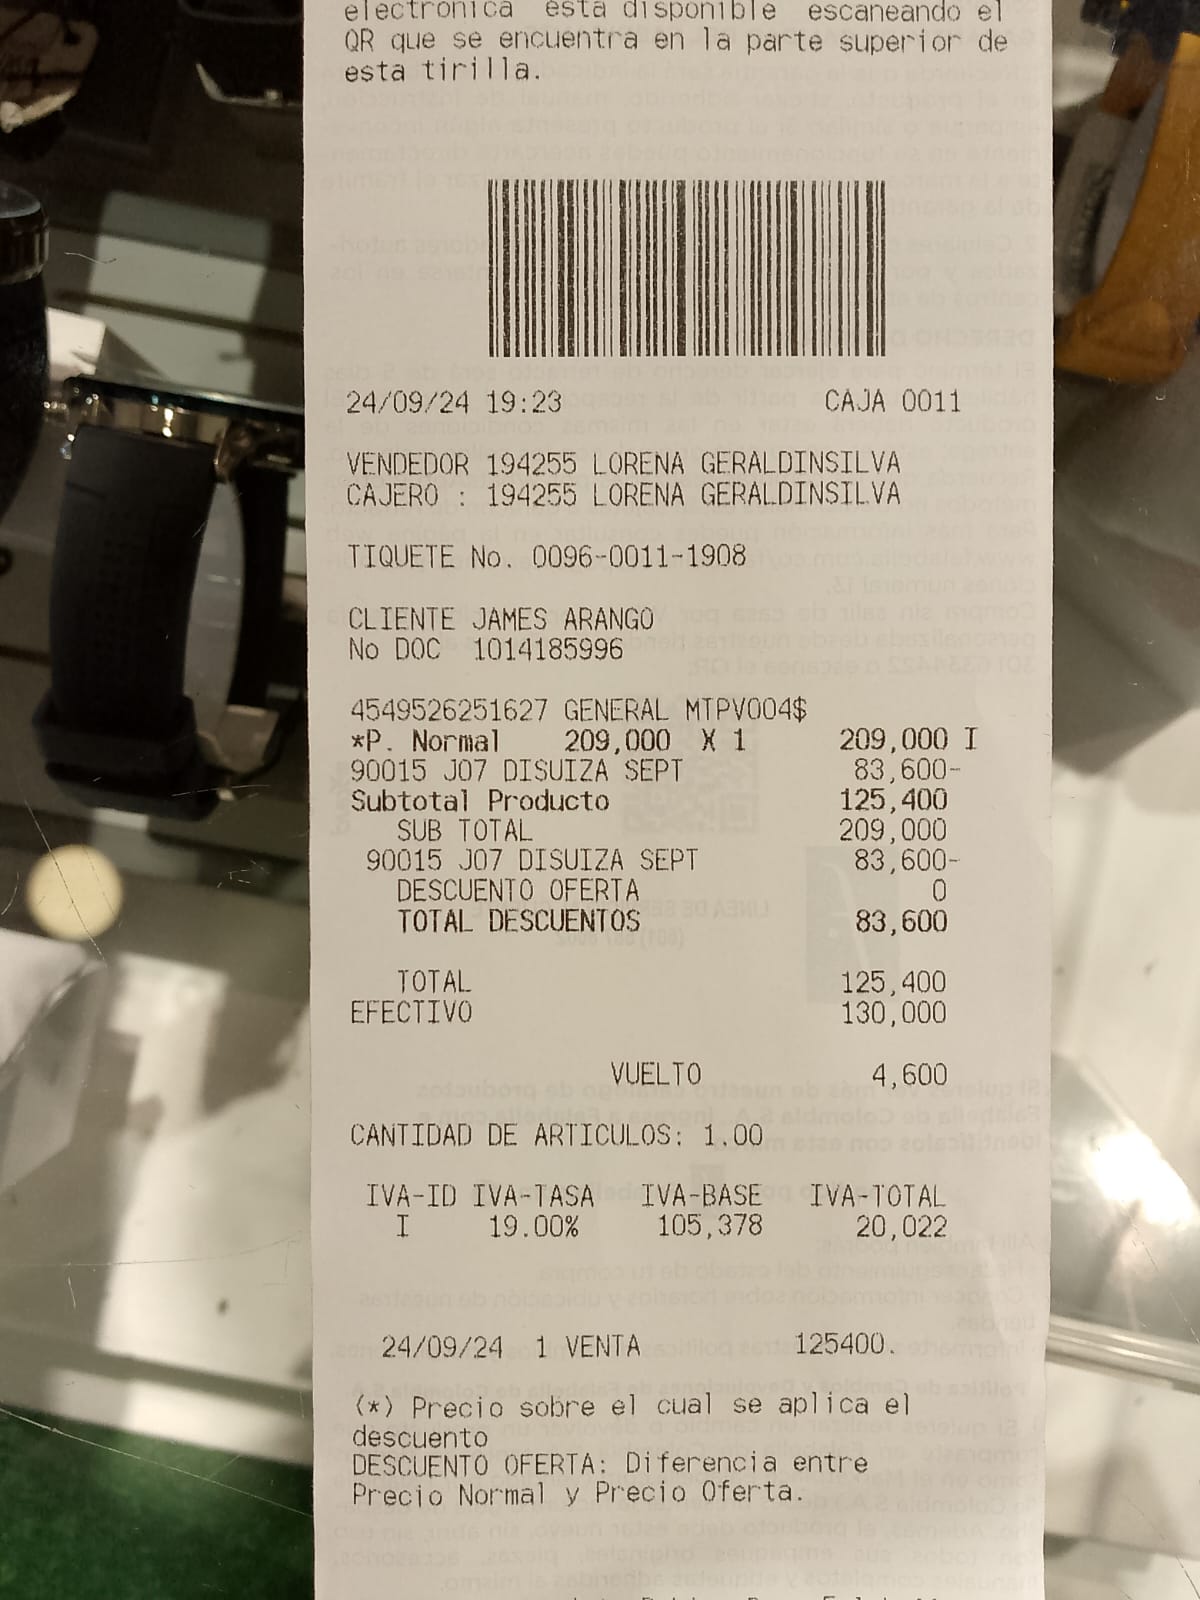 electronica esta disponible escaneando el
QR que se encuentra en la parte superior de
esta tirilla.
24/09/24 19:23 CAJA 0011
VENDEDOR 194255 LORENA GERALDINSILVA
CAJERO : 194255 LORENA GERALDINSILVA
TIQUETE No. 0096-0011-1908
CLIENTE JAMES ARANGO
No DOC 1014185996
4549526251627 GENERAL MTPV004$
*P. Normal 209,000 X 1 209,000 I
90015 J07 DISUIZA SEPT 83,600-
Subtotal Producto 125,400
SUB TOTAL 209,000
90015 J07 DISUIZA SEPT 83,600-
DESCUENTO OFERTA 0
TOTAL DESCUENTOS 83,600
TOTAL 125,400
EFECTIVO 130,000
VUELTO 4,600
CANTIDAD DE ARTICULOS: 1.00
IVA-ID IVA-TASA IVA-BASE IVA-TOTAL
I 19.00% 105,378 20,022
24/09/24 1 VENTA 125400.
(*) Precio sobre el cual se aplica el
descuento
DESCUENTO OFERTA: Diferencia entre
Precio Normal y Precio Oferta.